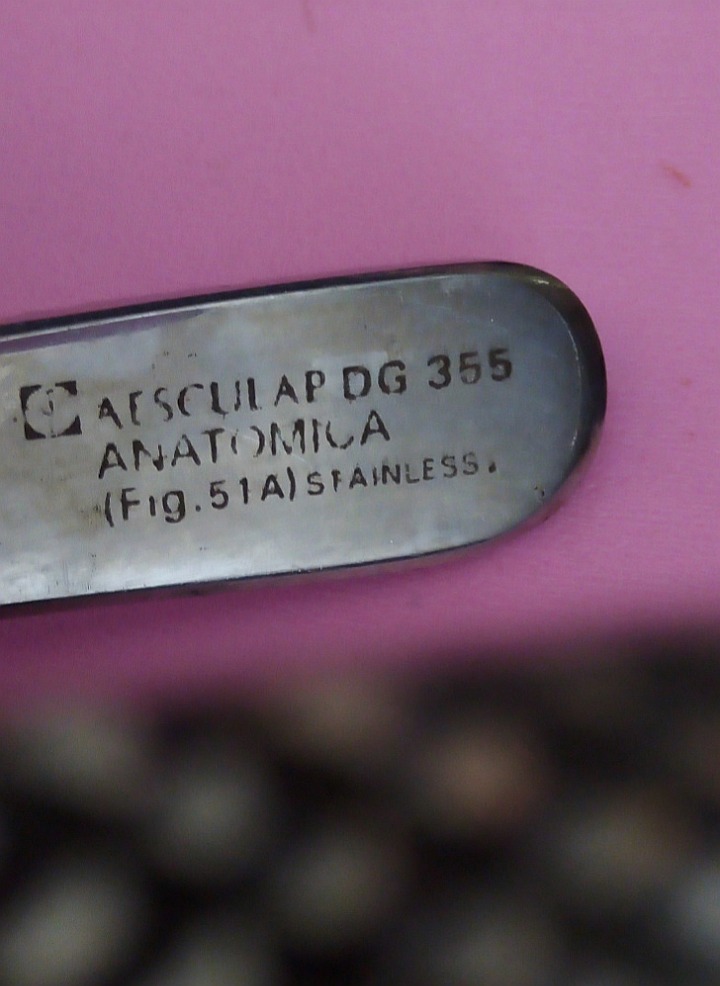 AESCULAP DG 355
ANATOMICA
(Fig.51A) STAINLESS.